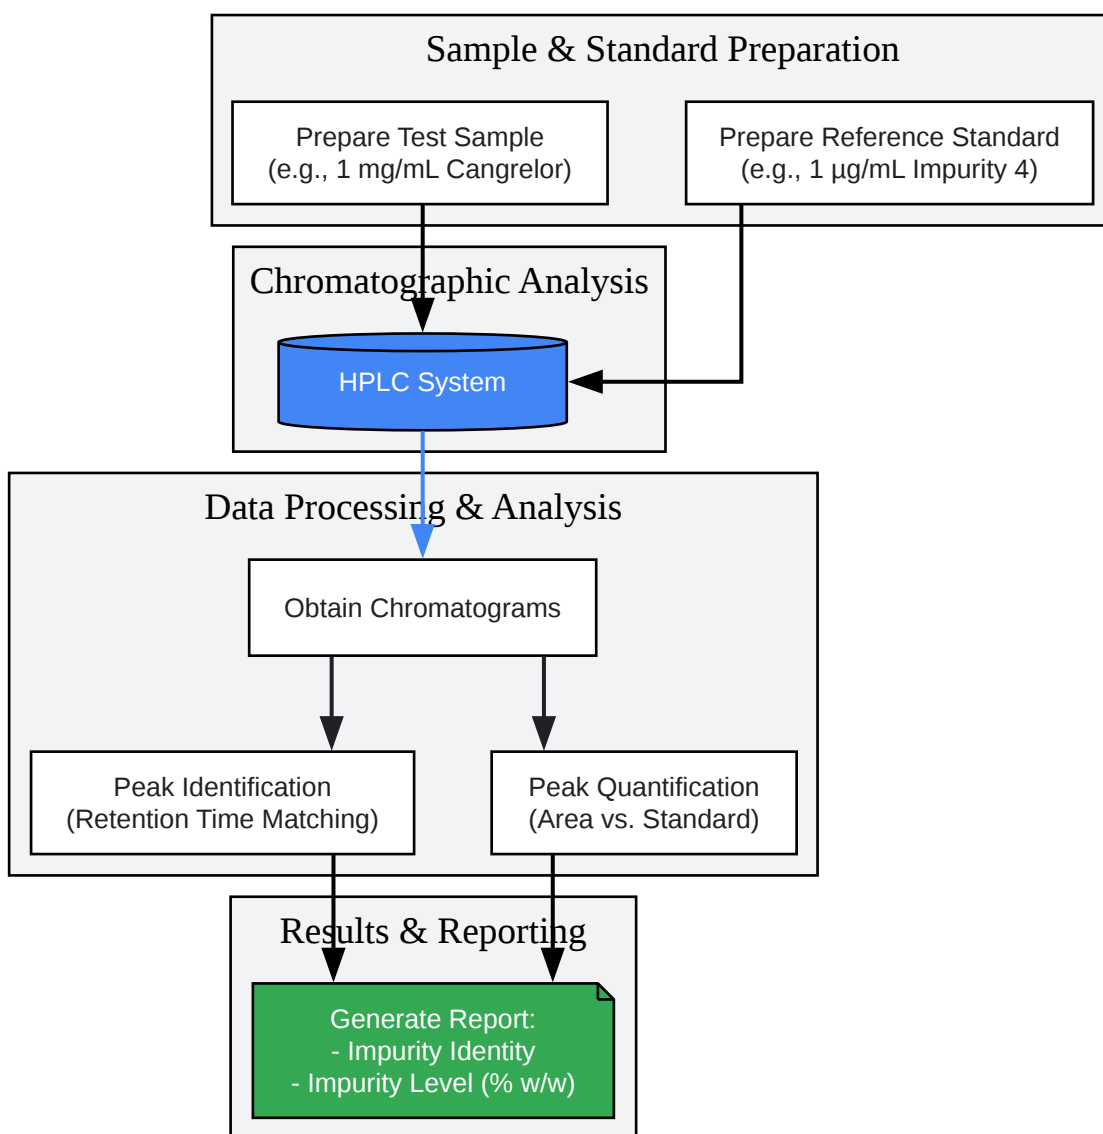 Sample & Standard Preparation
Prepare Test Sample
(e.g., 1 mg/mL Cangrelor)
Prepare Reference Standard
(e.g., 1 µg/mL Impurity 4)
Chromatographic Analysis
HPLC System
Data Processing & Analysis
Obtain Chromatograms
Peak Identification
(Retention Time Matching)
Peak Quantification
(Area vs. Standard)
Results & Reporting
Generate Report:
- Impurity Identity
- Impurity Level (% w/w)